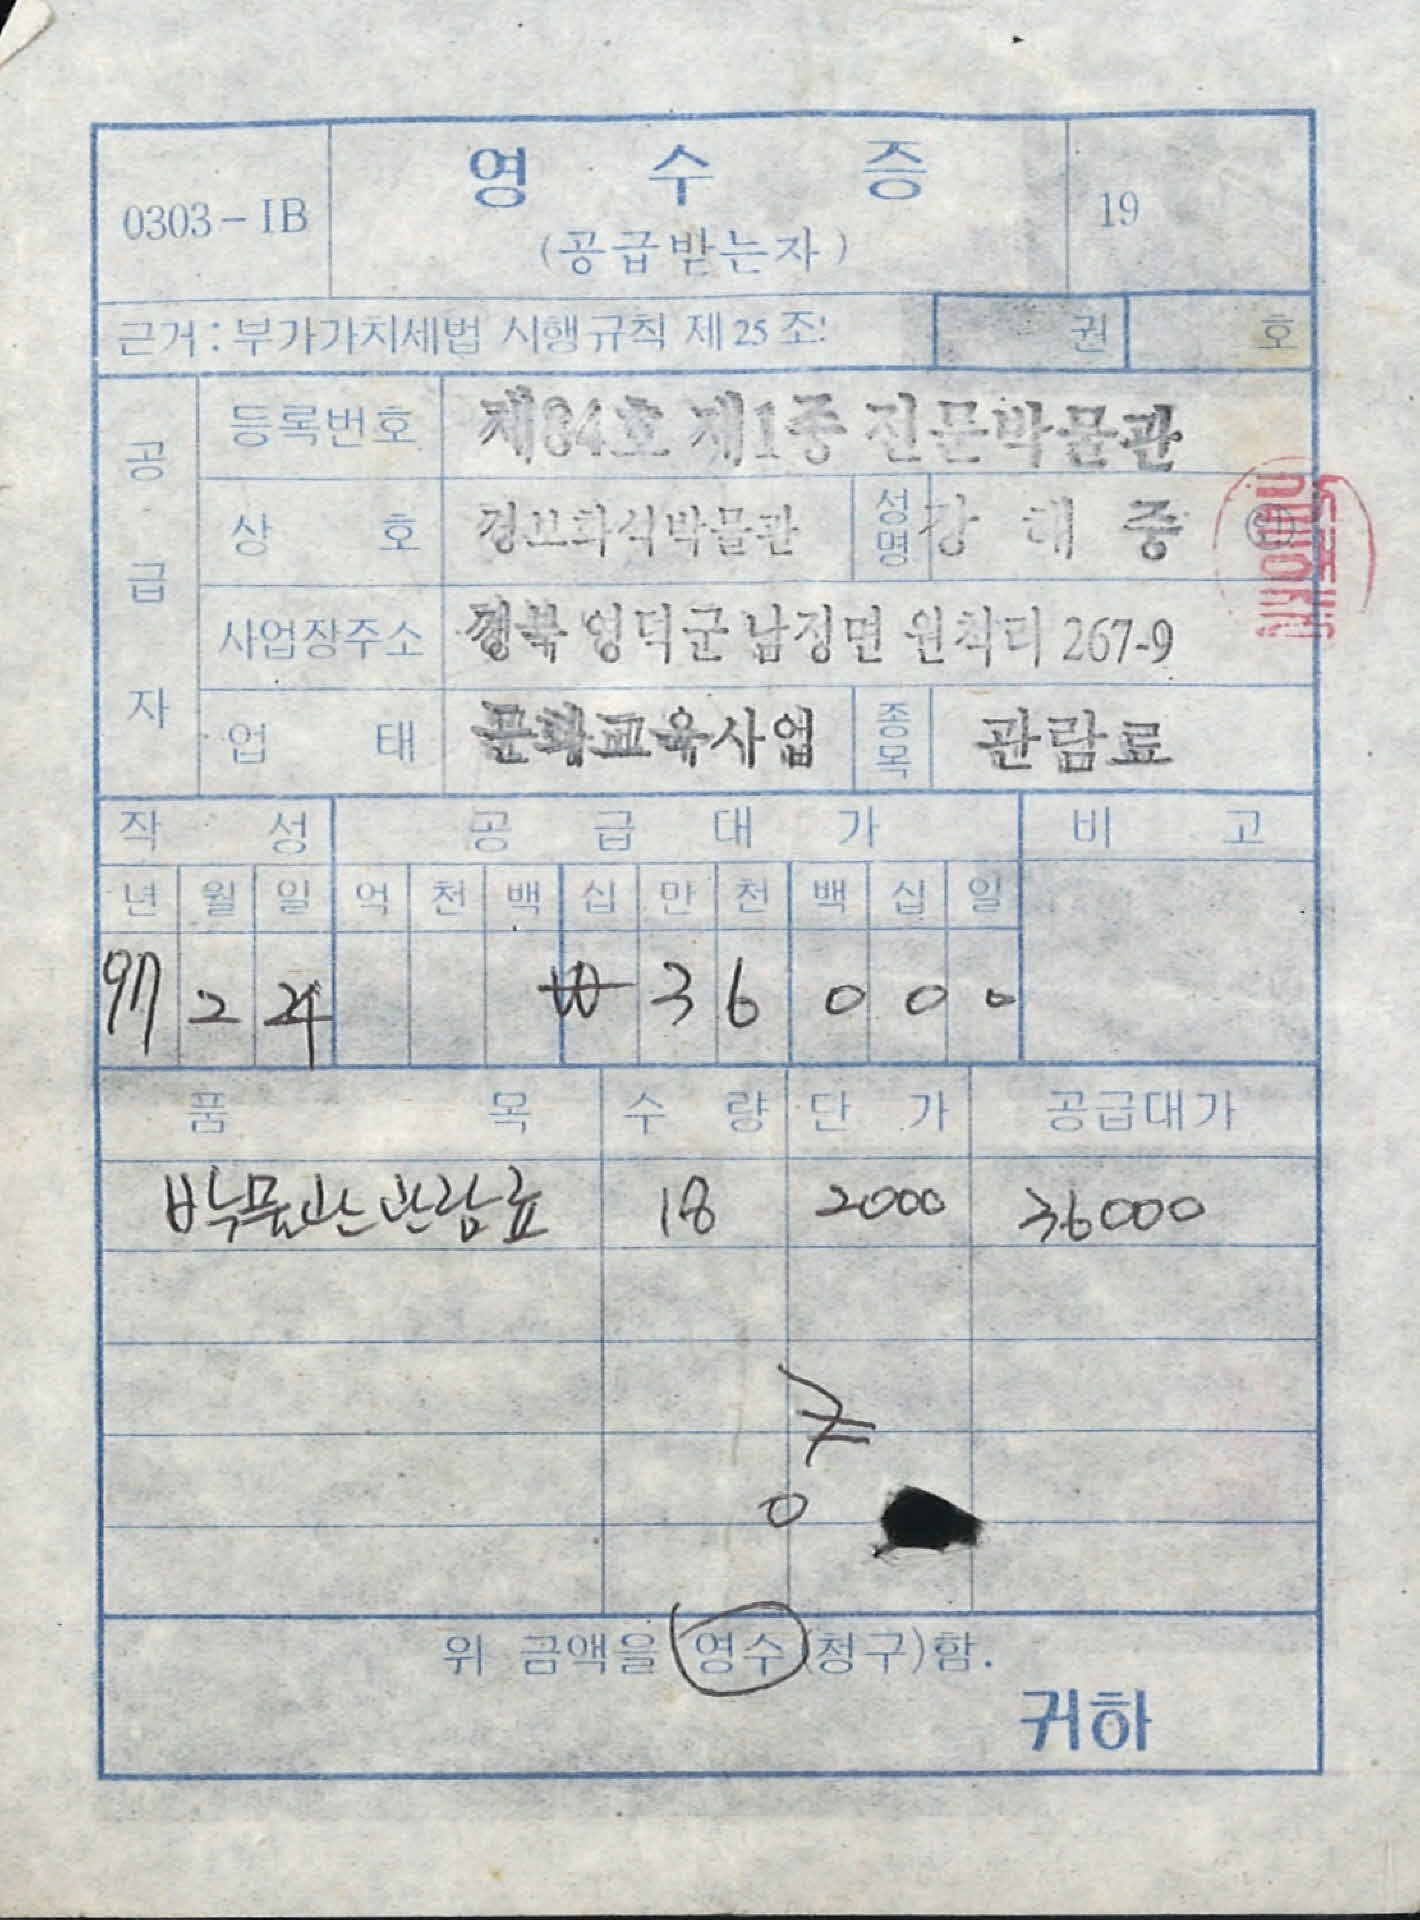 0303-IB
영 수 증
(공급받는자)
19
근거 : 부가가치세법 시행규칙 제25조
권 호
공급자
등록번호 제84호 제1종 전문박물관
상 호 경보화석박물관 성명 강 해 중
사업장주소 경북 영덕군 남정면 원척리 267-9
업 태 문화교육사업 종목 관람료
작 성 공 급 대 가 비 고
년 월 일 억 천 백 십 만 천 백 십 일
97 2 24 ₩ 3 6 0 0 0
품 목 수 량 단 가 공급대가
박물관관람료 18 2000 36000
위 금액을 영수(청구)함.
귀하